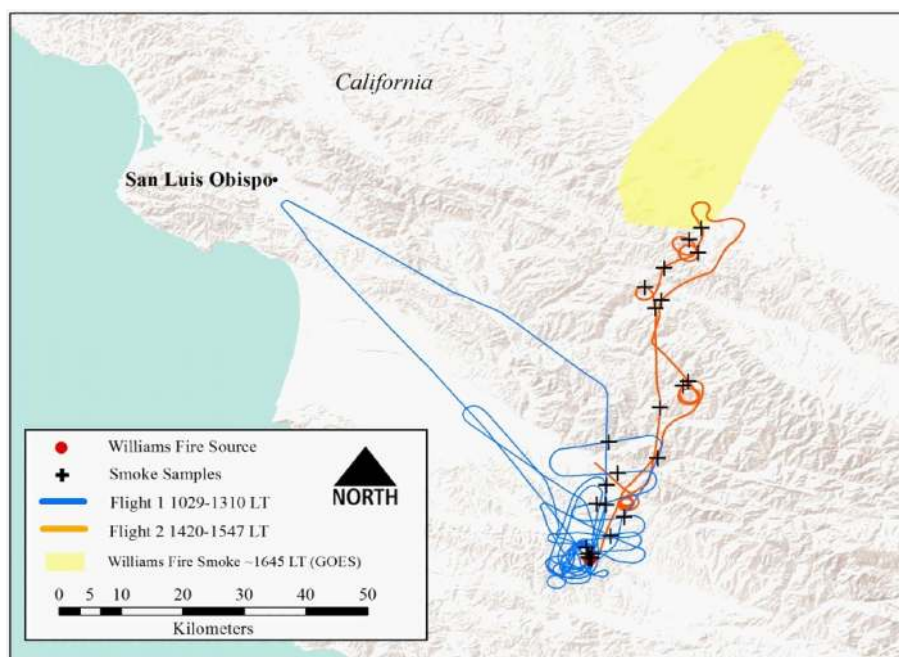 California
San Luis Obispo
Williams Fire Source
Smoke Samples
Flight 1 1029-1310 LT
Flight 2 1420-1547 LT
Williams Fire Smoke ~1645 LT (GOES)
NORTH
0 5 10 20 30 40 50
Kilometers